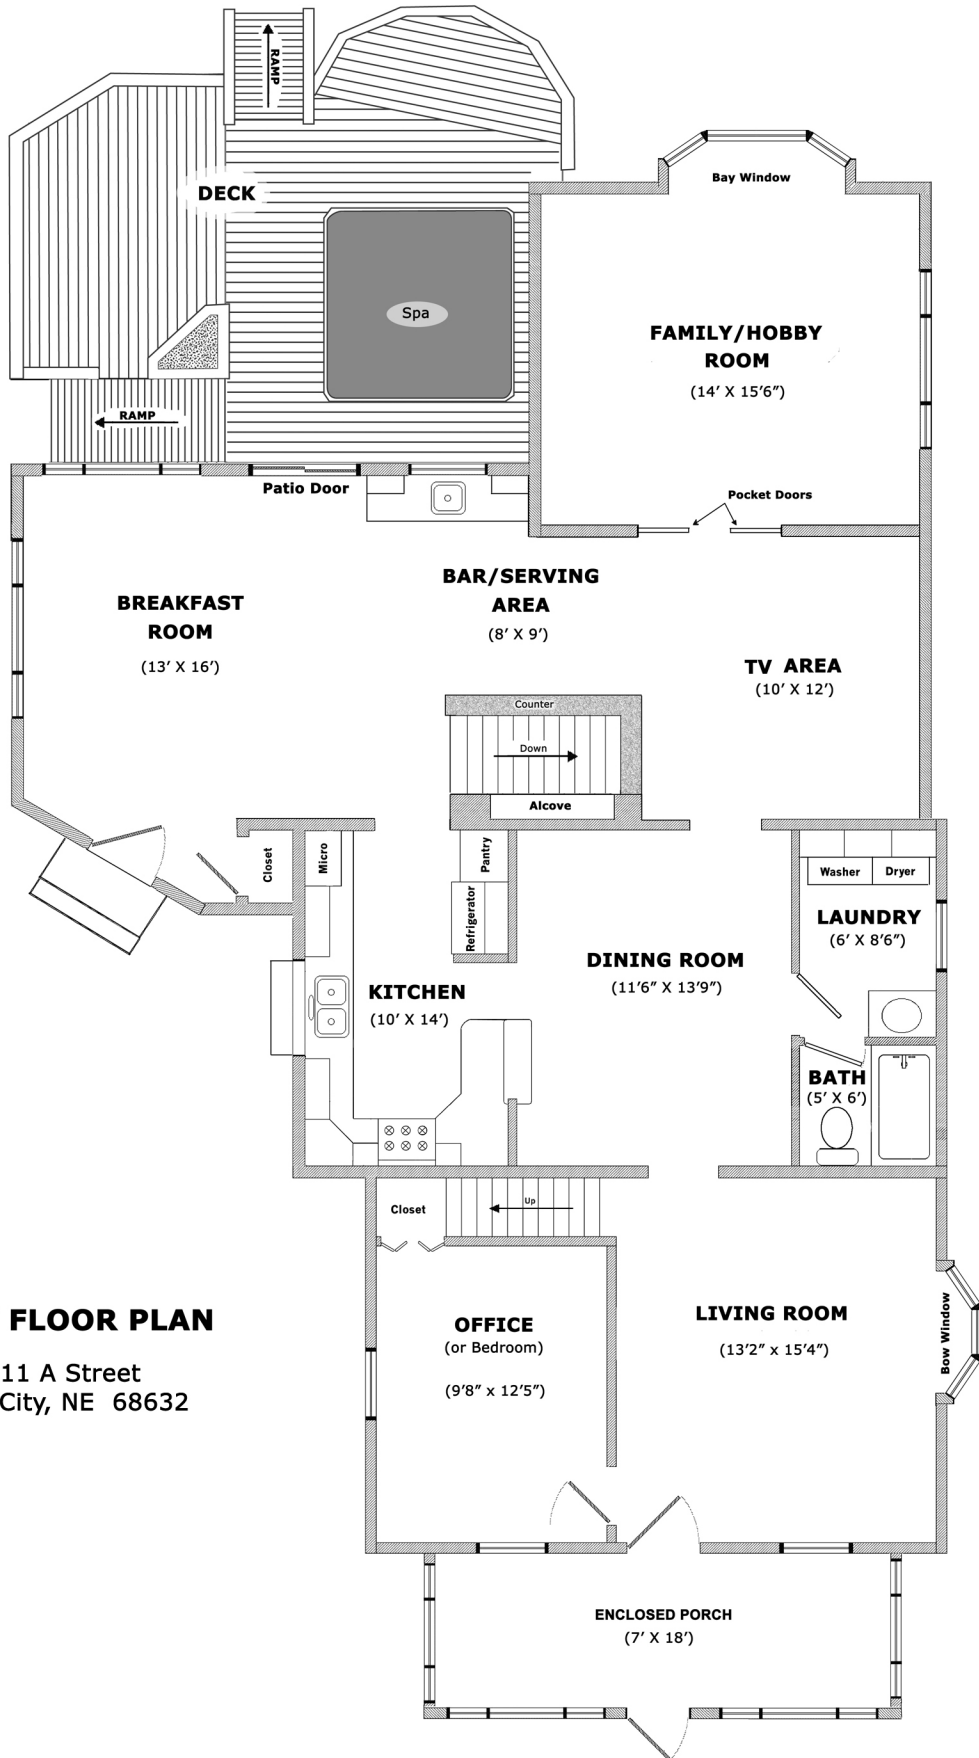 RAMP
DECK
Bay Window
Spa
FAMILY/HOBBY
ROOM
(14' X 15'6")
RAMP
Patio Door
Pocket Doors
BAR/SERVING
AREA
(8' X 9')
BREAKFAST
ROOM
(13' X 16')
TV AREA
(10' X 12')
Counter
Down
Alcove
Closet
Micro
Pantry
Refrigerator
Washer
Dryer
LAUNDRY
(6' X 8'6")
DINING ROOM
(11'6" X 13'9")
KITCHEN
(10' X 14')
BATH
(5' X 6')
Closet
Up
FLOOR PLAN
11 A Street
City, NE 68632
OFFICE
(or Bedroom)
(9'8" x 12'5")
LIVING ROOM
(13'2" x 15'4")
Bow Window
ENCLOSED PORCH
(7' X 18')